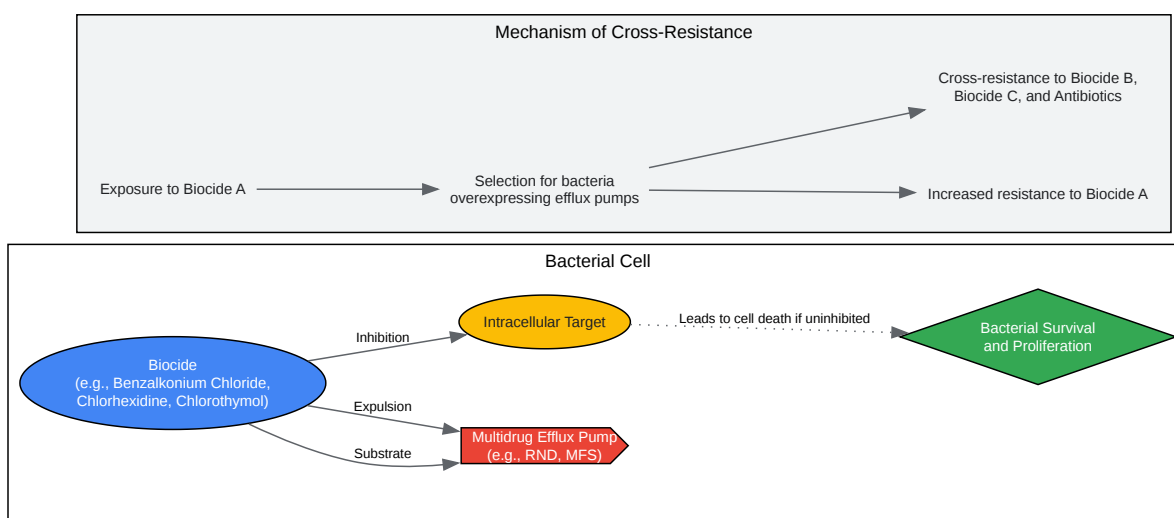 Mechanism of Cross-Resistance
Cross-resistance to Biocide B,
Biocide C, and Antibiotics
Exposure to Biocide A
Selection for bacteria
overexpressing efflux pumps
Increased resistance to Biocide A
Bacterial Cell
Biocide
(e.g., Benzalkonium Chloride,
Chlorhexidine, Chlorothymol)
Inhibition
Intracellular Target
Leads to cell death if uninhibited
Bacterial Survival
and Proliferation
Expulsion
Substrate
Multidrug Efflux Pump
(e.g., RND, MFS)